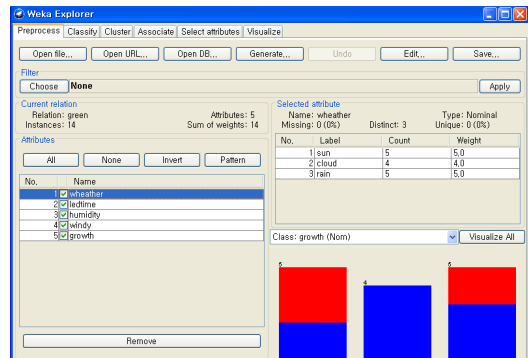 Weka Explorer
Preprocess Classify Cluster Associate Select attributes Visualize
Open file... Open URL... Open DB... Generate... Undo Edit... Save...
Filter
Choose None Apply
Current relation
Relation: green Attributes: 5
Instances: 14 Sum of weights: 14
Selected attribute
Name: wheather Type: Nominal
Missing: 0 (0%) Distinct: 3 Unique: 0 (0%)
Attributes
All None Invert Pattern
No. Name
1 wheather
2 ledtime
3 humidity
4 windy
5 growth
Remove
No. Label Count Weight
1 sun 5 5,0
2 cloud 4 4,0
3 rain 5 5,0
Class: growth (Nom) Visualize All
5 4 5